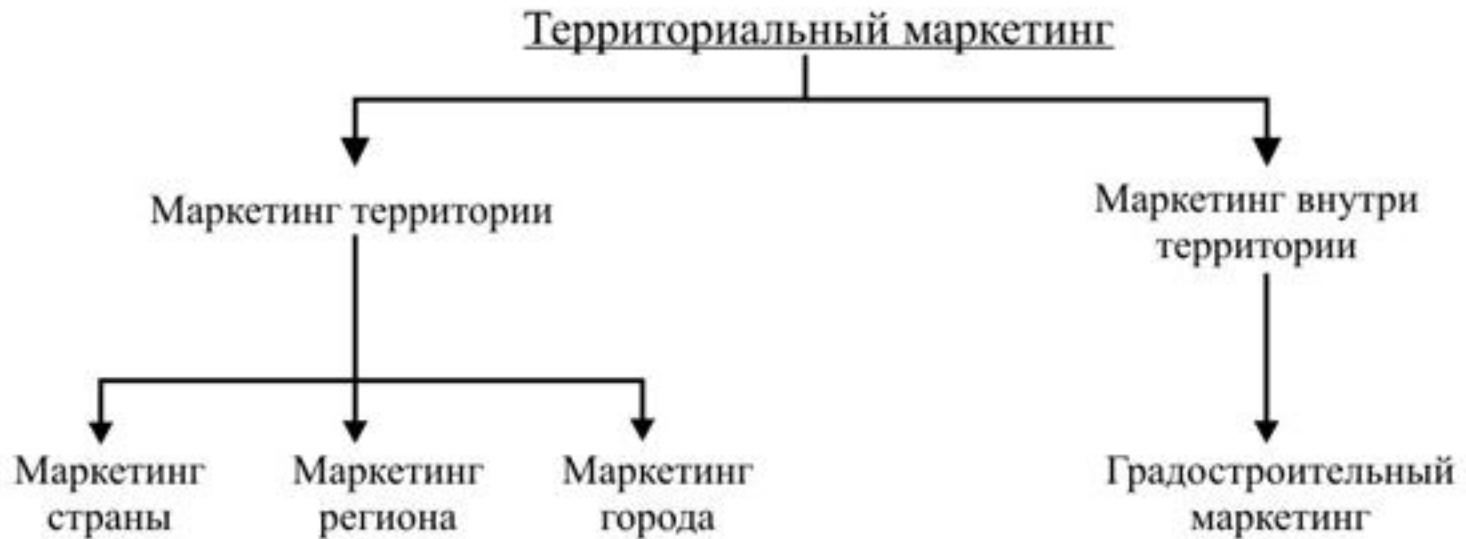 Территориальный маркетинг
Маркетинг территории
Маркетинг внутри
территории
Маркетинг
страны
Маркетинг
региона
Маркетинг
города
Градостроительный
маркетинг